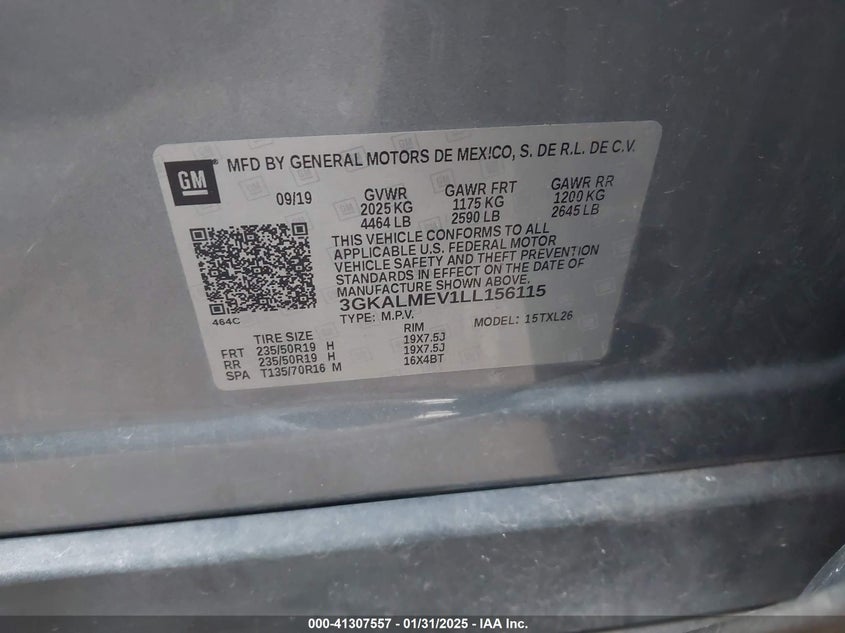 GM
MFD BY GENERAL MOTORS DE MEXICO, S. DE R.L. DE C.V.
09/19 GVWR GAWR FRT GAWR RR
2025 KG 1175 KG 1200 KG
4464 LB 2590 LB 2645 LB
THIS VEHICLE CONFORMS TO ALL
APPLICABLE U.S. FEDERAL MOTOR
VEHICLE SAFETY AND THEFT PREVENTION
STANDARDS IN EFFECT ON THE DATE OF
MANUFACTURE SHOWN ABOVE.
3GKALMEV1LL156115
464C TYPE: M.P.V. MODEL: 15TXL26
TIRE SIZE RIM
FRT 235/50R19 H 19X7.5J
RR 235/50R19 H 19X7.5J
SPA T135/70R16 M 16X4BT
000-41307557 - 01/31/2025 - IAA Inc.